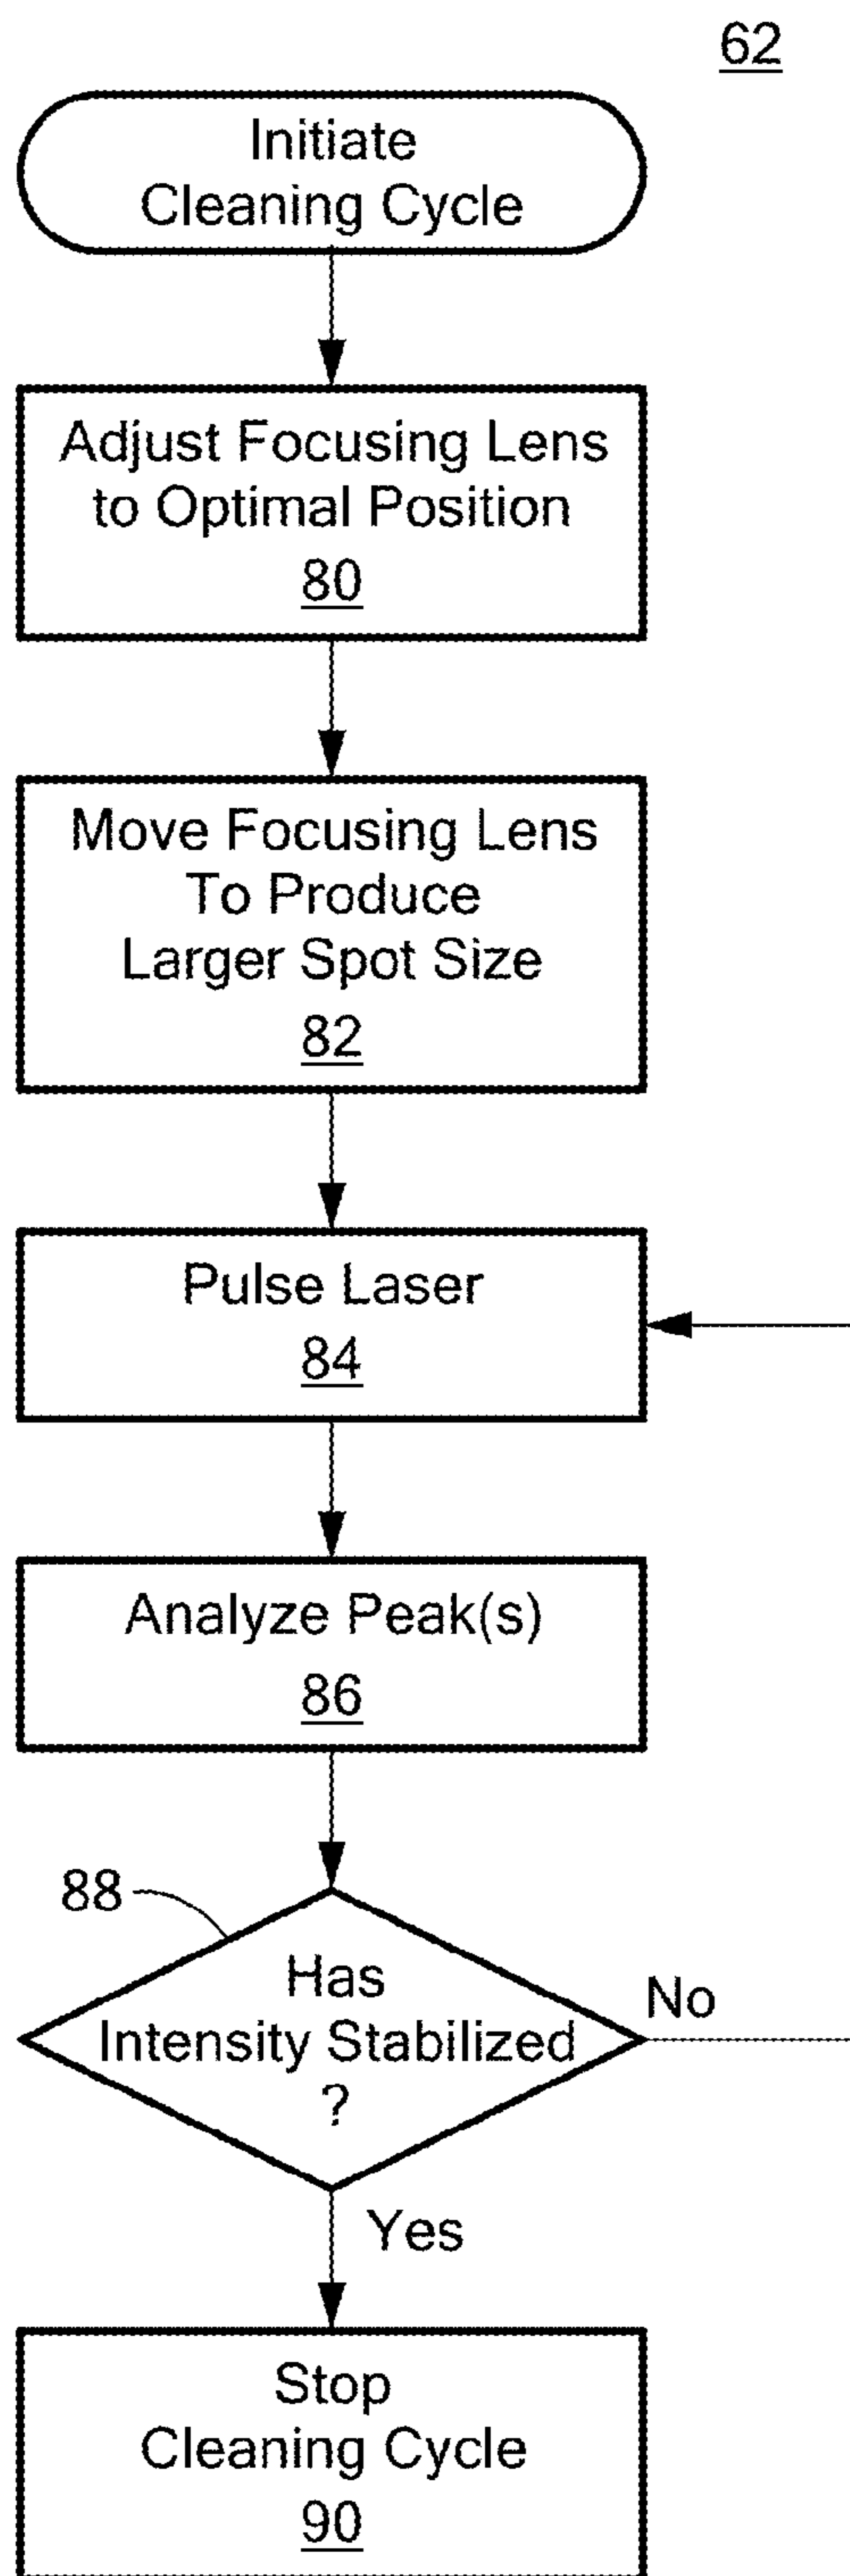 62
Initiate
Cleaning Cycle
Adjust Focusing Lens
to Optimal Position
80
Move Focusing Lens
To Produce
Larger Spot Size
82
Pulse Laser
84
Analyze Peak(s)
86
88
Has
Intensity Stabilized
?
No
Yes
Stop
Cleaning Cycle
90